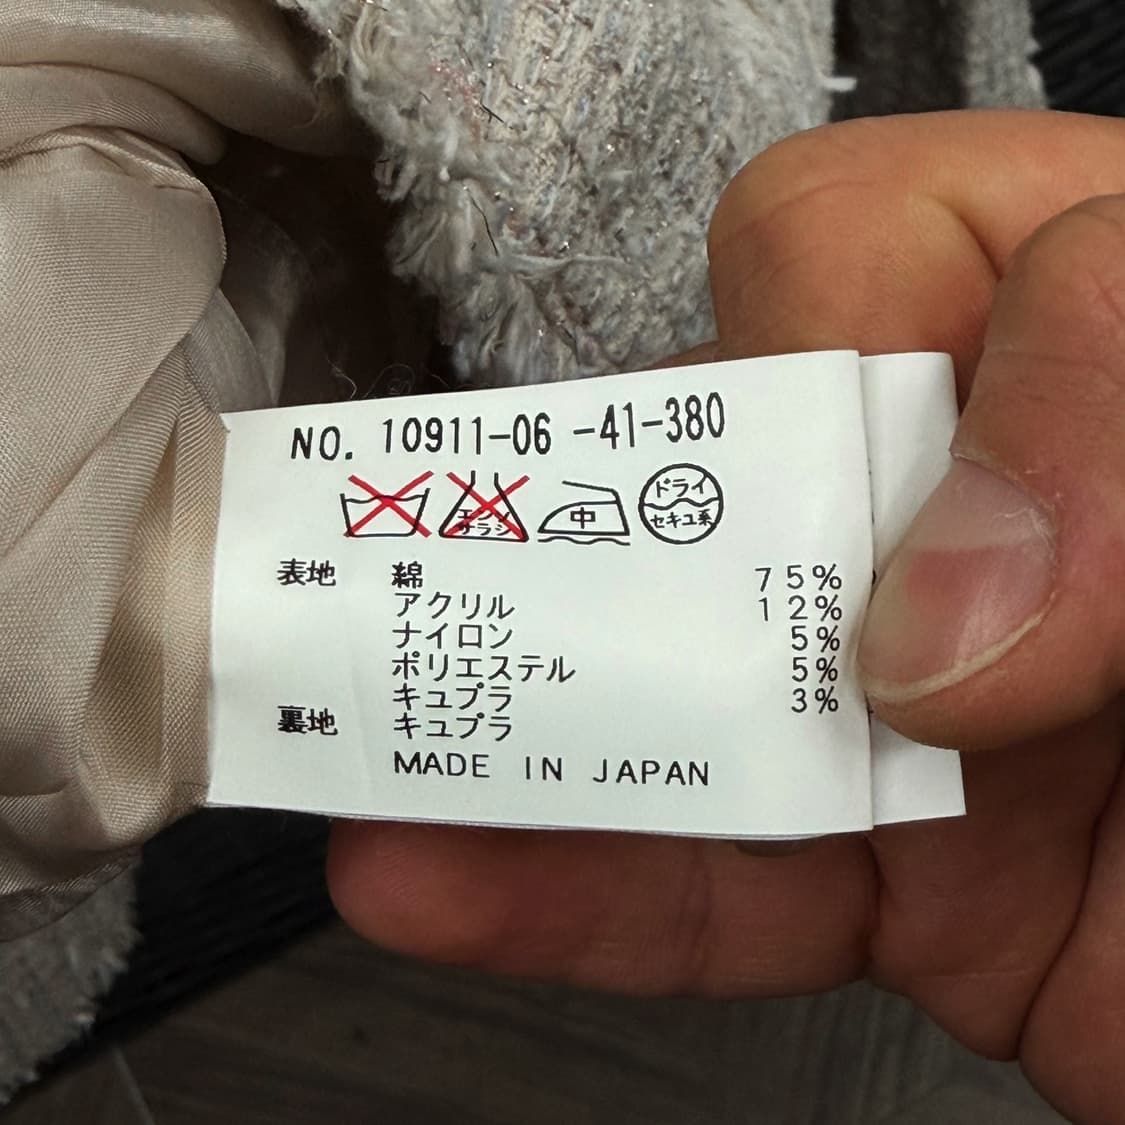 NO. 10911-06 -41-380
エンソ サラシ
中
ドライ
セキユ系
表地 綿 75%
アクリル 12%
ナイロン 5%
ポリエステル 5%
キュプラ 3%
裏地 キュプラ
MADE IN JAPAN